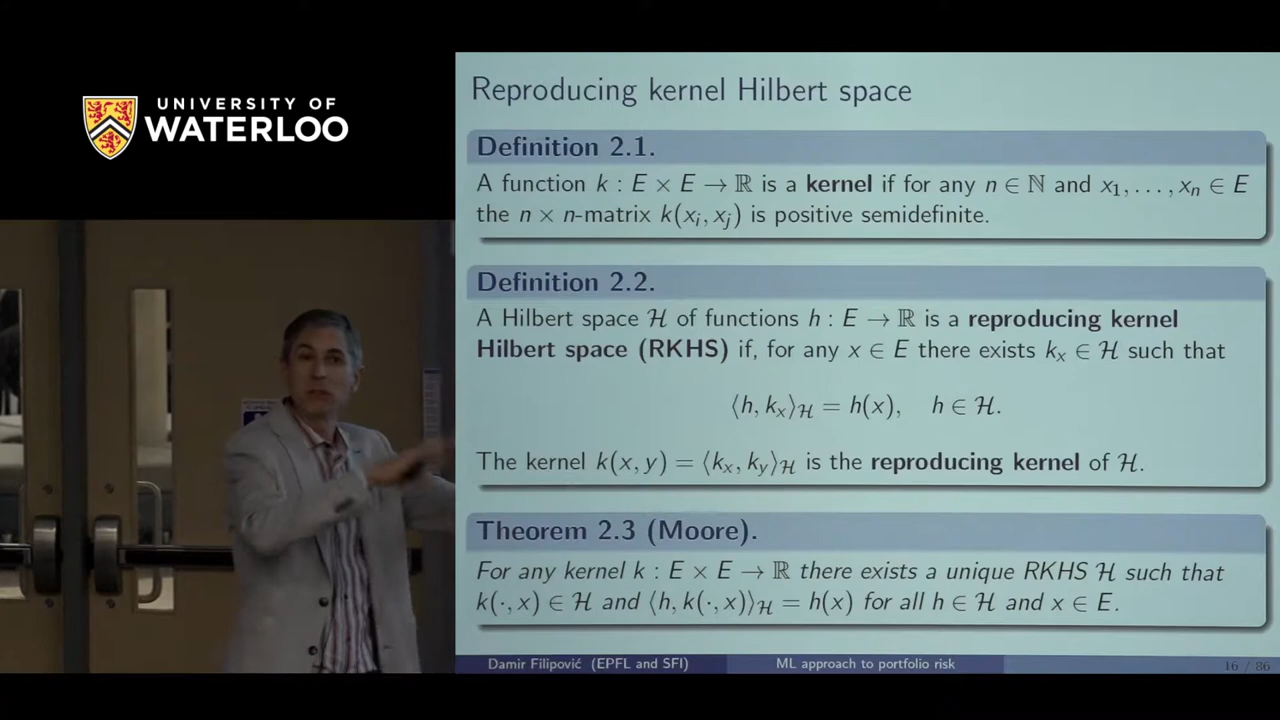 UNIVERSITY OF
WATERLOO
Reproducing kernel Hilbert space
Definition 2.1.
A function k : E × E → ℝ is a kernel if for any n ∈ ℕ and x₁, . . . , xₙ ∈ E
the n × n-matrix k(xᵢ, xⱼ) is positive semidefinite.
Definition 2.2.
A Hilbert space ℋ of functions h : E → ℝ is a reproducing kernel
Hilbert space (RKHS) if, for any x ∈ E there exists kₓ ∈ ℋ such that
⟨h, kₓ⟩_ℋ = h(x), h ∈ ℋ.
The kernel k(x, y) = ⟨kₓ, k_y⟩_ℋ is the reproducing kernel of ℋ.
Theorem 2.3 (Moore).
For any kernel k : E × E → ℝ there exists a unique RKHS ℋ such that
k(·, x) ∈ ℋ and ⟨h, k(·, x)⟩_ℋ = h(x) for all h ∈ ℋ and x ∈ E.
Damir Filipović (EPFL and SFI) ML approach to portfolio risk 16 / 86